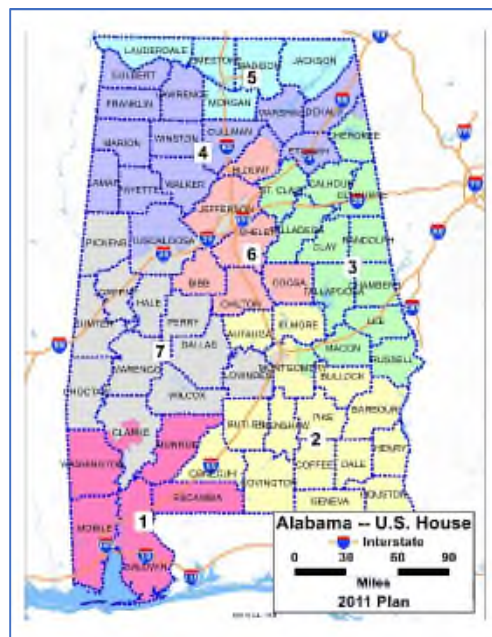 LAUDERDALE
LIMESTONE
MADISON
JACKSON
5
COLBERT
LAWRENCE
FRANKLIN
MORGAN
MARSHALL
DEKALB
CHEROKEE
MARION
WINSTON
CULLMAN
4
ETOWAH
BLOUNT
LAMAR
FAYETTE
WALKER
ST. CLAIR
CALHOUN
CLEBURNE
JEFFERSON
PICKENS
TUSCALOOSA
SHELBY
TALLADEGA
RANDOLPH
6
CLAY
3
BIBB
COOSA
TALLAPOOSA
CHAMBERS
GREENE
HALE
CHILTON
SUMTER
PERRY
AUTAUGA
ELMORE
LEE
7
DALLAS
MACON
RUSSELL
MARENGO
LOWNDES
MONTGOMERY
BULLOCK
CHOCTAW
WILCOX
PIKE
BARBOUR
CLARKE
BUTLER
CRENSHAW
2
HENRY
MONROE
WASHINGTON
CONECUH
COFFEE
DALE
COVINGTON
HOUSTON
ESCAMBIA
GENEVA
MOBILE
1
BALDWIN
Alabama -- U.S. House
Interstate
0 30 60 90
Miles
2011 Plan